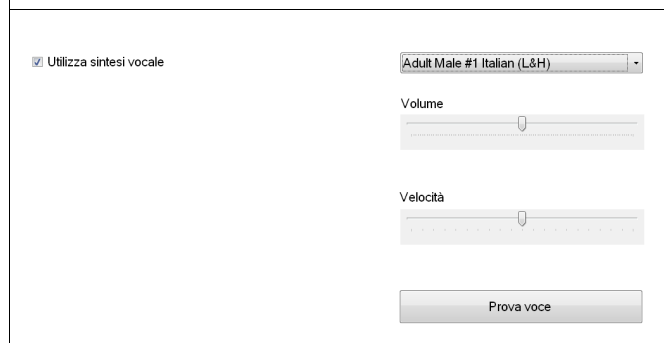 Utilizza sintesi vocale
Adult Male #1 Italian (L&H)
Volume
Velocità
Prova voce